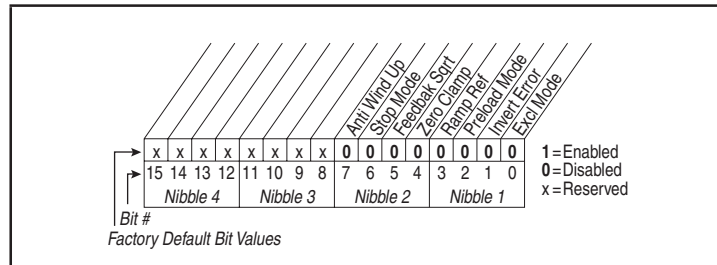 Anti Wind Up
Stop Mode
Feedbak Sqrt
Zero Clamp
Ramp Ref
Preload Mode
Invert Error
Excl Mode
x x x x x x x x 0 0 0 0 0 0 0 0
15 14 13 12 11 10 9 8 7 6 5 4 3 2 1 0
Nibble 4 Nibble 3 Nibble 2 Nibble 1
1=Enabled
0=Disabled
x=Reserved
Bit #
Factory Default Bit Values